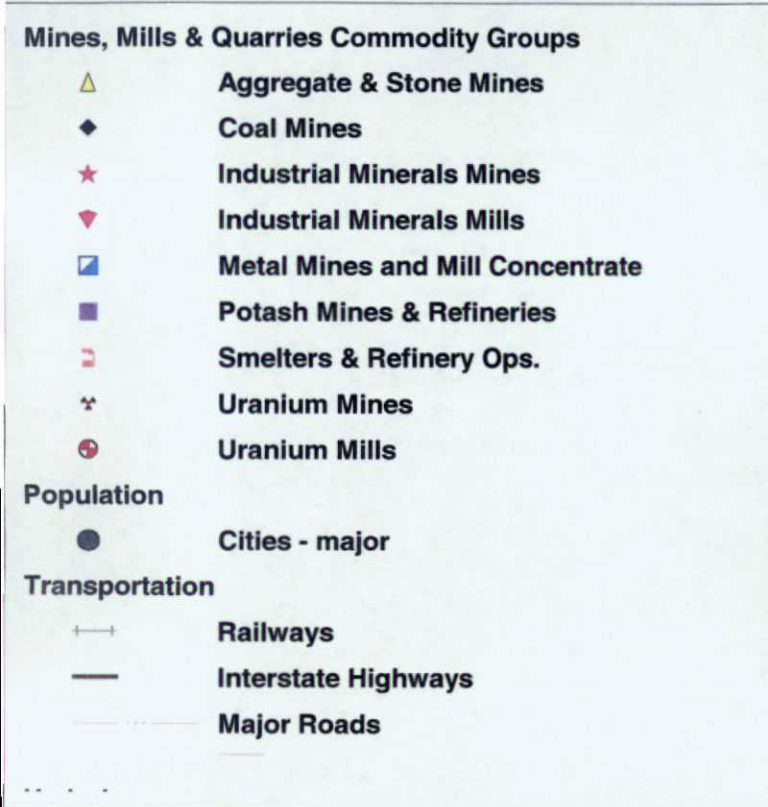 Mines, Mills & Quarries Commodity Groups
Aggregate & Stone Mines
Coal Mines
Industrial Minerals Mines
Industrial Minerals Mills
Metal Mines and Mill Concentrate
Potash Mines & Refineries
Smelters & Refinery Ops.
Uranium Mines
Uranium Mills
Population
Cities - major
Transportation
Railways
Interstate Highways
Major Roads